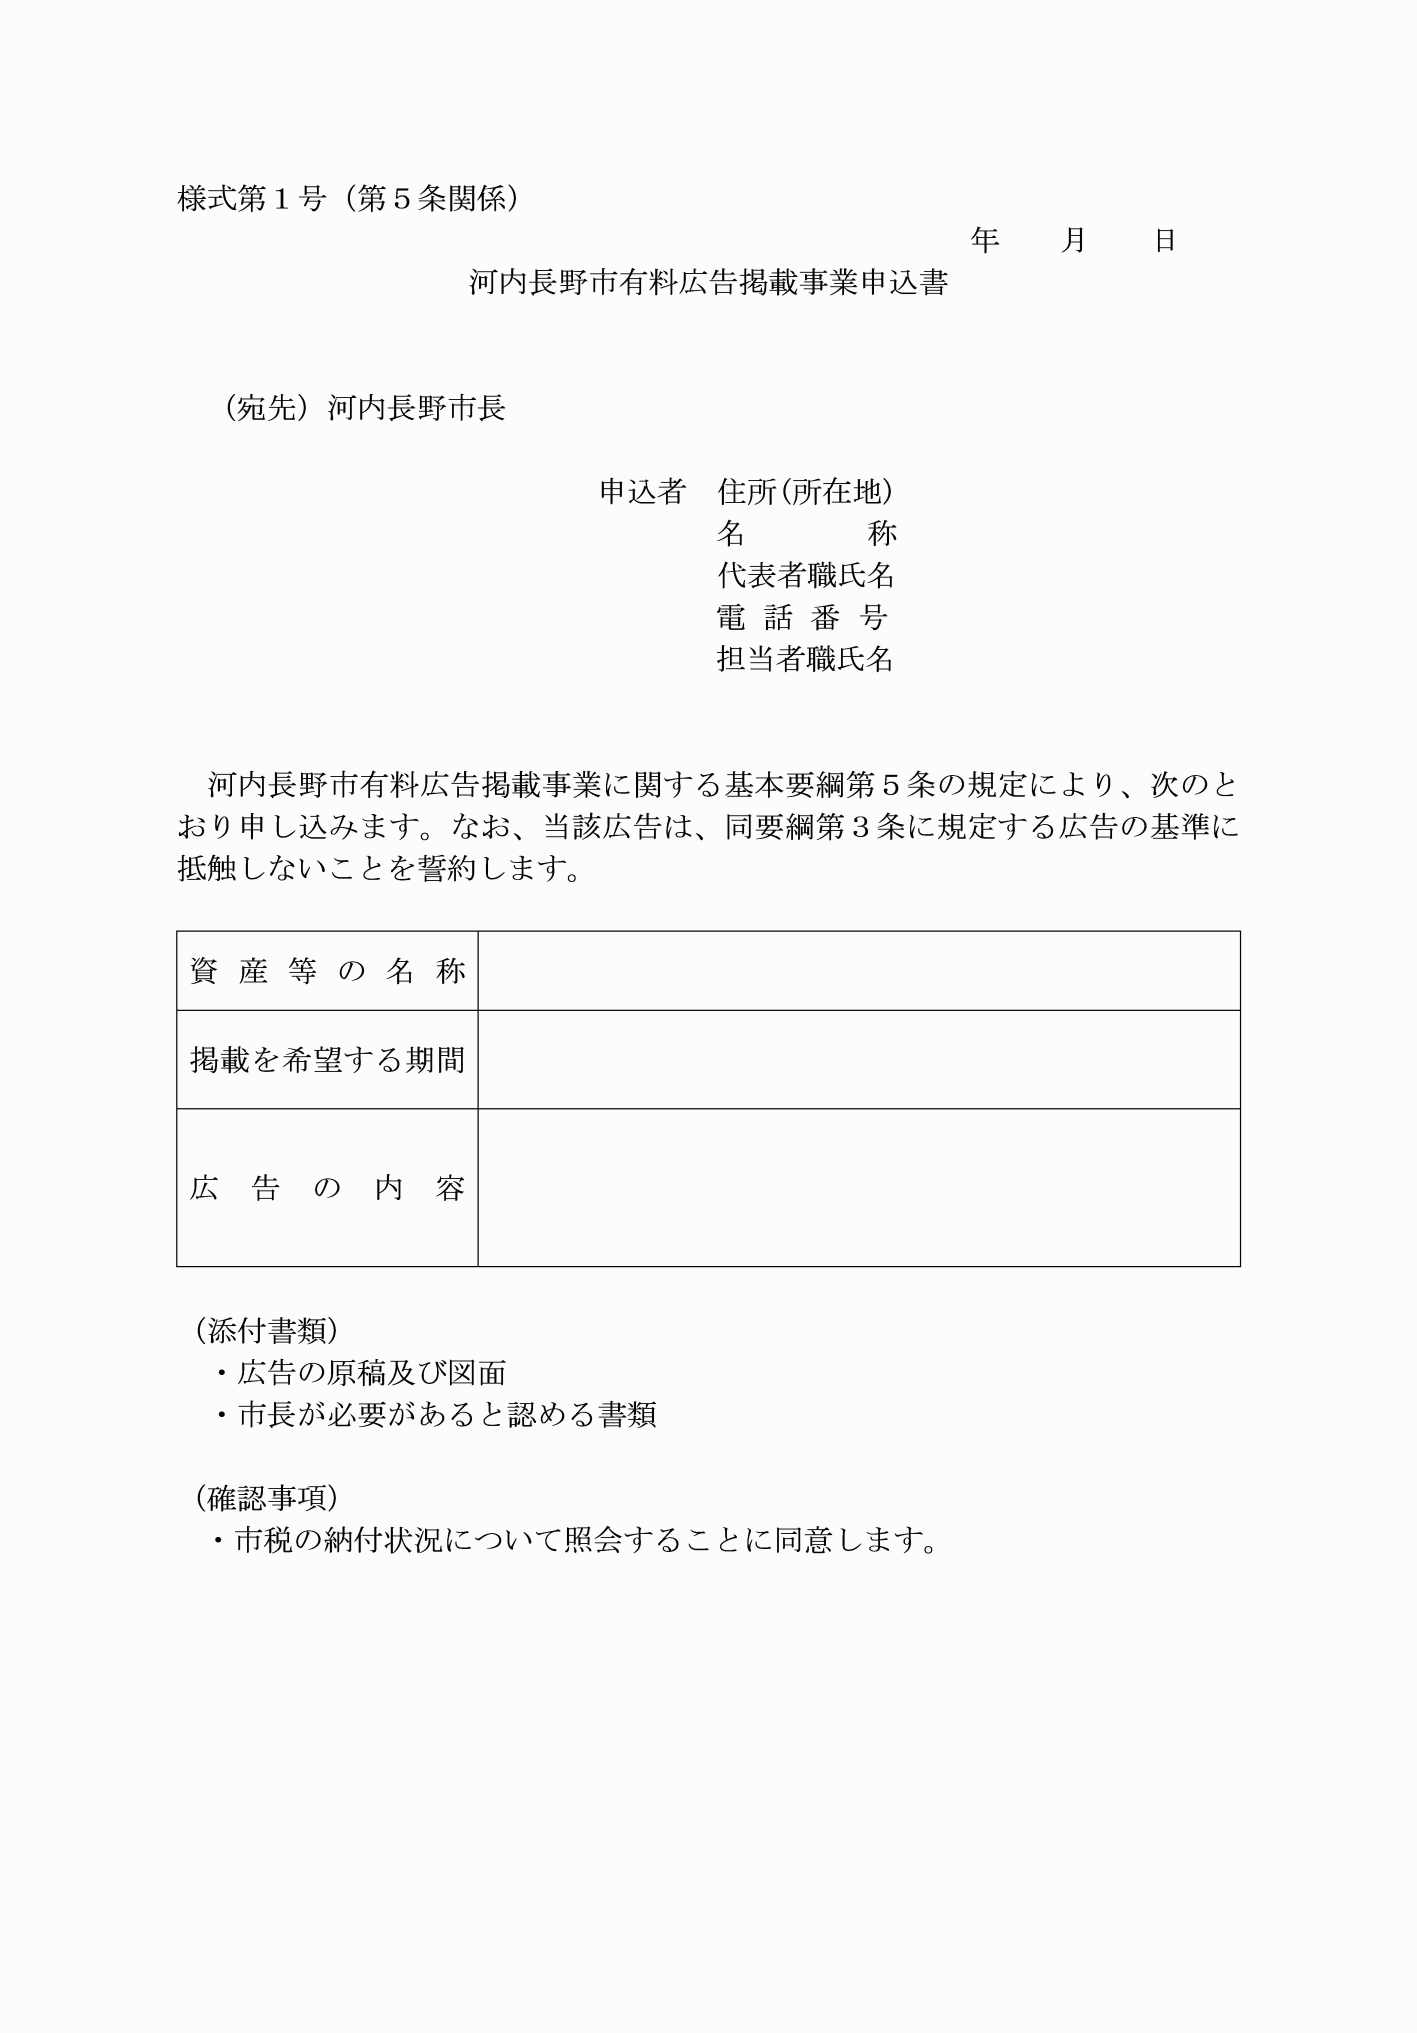 様式第１号（第５条関係）
年　　月　　日
河内長野市有料広告掲載事業申込書
（宛先）河内長野市長
申込者　住所(所在地)
名　　　　称
代表者職氏名
電 話 番 号
担当者職氏名
　河内長野市有料広告掲載事業に関する基本要綱第５条の規定により、次のと
おり申し込みます。なお、当該広告は、同要綱第３条に規定する広告の基準に
抵触しないことを誓約します。
資 産 等 の 名 称
掲載を希望する期間
広 告 の 内 容
（添付書類）
・広告の原稿及び図面
・市長が必要があると認める書類
（確認事項）
・市税の納付状況について照会することに同意します。